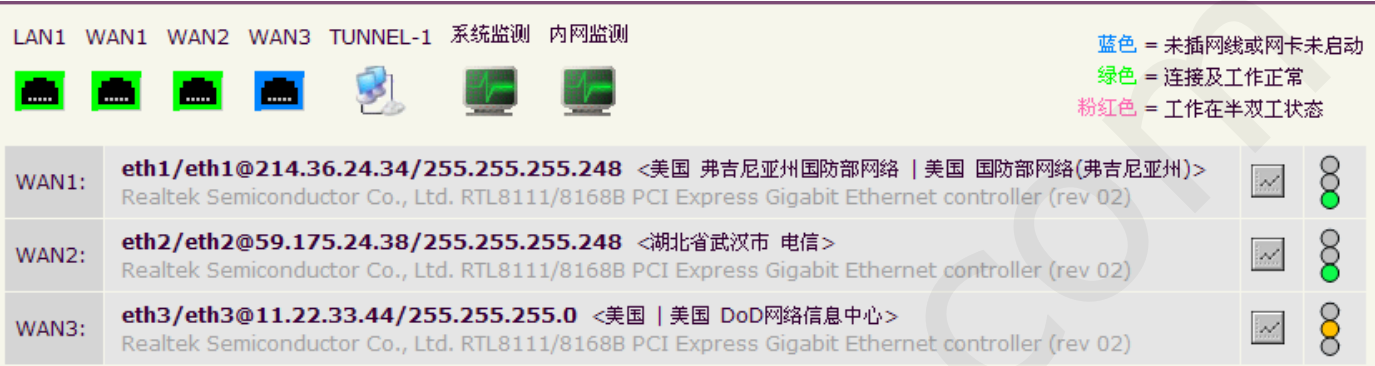 LAN1 WAN1 WAN2 WAN3 TUNNEL-1 系统监测 内网监测
蓝色 = 未插网线或网卡未启动
绿色 = 连接及工作正常
粉红色 = 工作在半双工状态
WAN1: eth1/eth1@214.36.24.34/255.255.255.248 <美国 弗吉尼亚州国防部网络 | 美国 国防部网络(弗吉尼亚州)>
Realtek Semiconductor Co., Ltd. RTL8111/8168B PCI Express Gigabit Ethernet controller (rev 02)
WAN2: eth2/eth2@59.175.24.38/255.255.255.248 <湖北省武汉市 电信>
Realtek Semiconductor Co., Ltd. RTL8111/8168B PCI Express Gigabit Ethernet controller (rev 02)
WAN3: eth3/eth3@11.22.33.44/255.255.255.0 <美国 | 美国 DoD网络信息中心>
Realtek Semiconductor Co., Ltd. RTL8111/8168B PCI Express Gigabit Ethernet controller (rev 02)
com